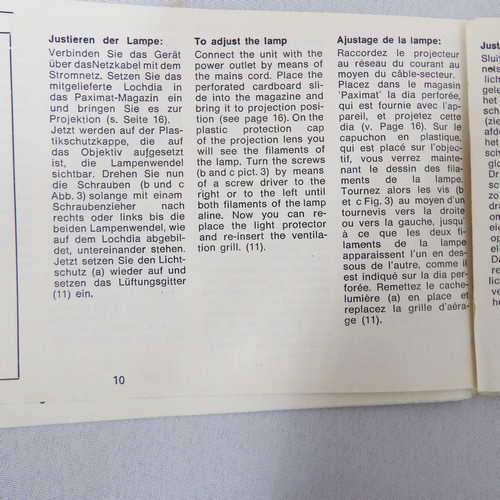 Justieren der Lampe:
Verbinden Sie das Gerät
über dasNetzkabel mit dem
Stromnetz. Setzen Sie das
mitgelieferte Lochdia in
das Paximat-Magazin ein
und bringen Sie es zur
Projektion (s. Seite 16).
Jetzt werden auf der Plas-
tikschutzkappe, die auf
das Objektiv aufgesetzt
ist, die Lampenwendel
sichtbar. Drehen Sie nun
die Schrauben (b und c
Abb. 3) solange mit einem
Schraubenzieher nach
rechts oder links bis die
beiden Lampenwendel, wie
auf dem Lochdia abgebil-
det, untereinander stehen.
Jetzt setzen Sie den Licht-
schutz (a) wieder auf und
setzen das Lüftungsgitter
(11) ein.
To adjust the lamp
Connect the unit with the
power outlet by means of
the mains cord. Place the
perforated cardboard sli-
de into the magazine and
bring it to projection posi-
tion (see page 16). On the
plastic protection cap
of the projection lens you
will see the filaments of
the lamp. Turn the screws
(b and c pict. 3) by means
of a screw driver to the
right or to the left until
both filaments of the lamp
aline. Now you can re-
place the light protector
and re-insert the ventila-
tion grill. (11).
Ajustage de la lampe:
Raccordez le projecteur
au réseau du courant au
moyen du câble-secteur.
Placez dans le magasin
'Paximat' la dia perforée,
qui est fournie avec l'ap-
pareil, et projetez cette
dia (v. Page 16). Sur le
capuchon en plastique,
qui est placé sur l'objec-
tif, vous verrez mainte-
nant le dessin des fila-
ments de la lampe.
Tournez alors les vis (b
et c Fig. 3) au moyen d'un
tournevis vers la droite
ou vers la gauche, jusqu'
à ce que les deux fi-
laments de la lampe
apparaissent l'un en des-
sous de l'autre, comme il
est indiqué sur la dia per-
forée. Remettez le cache-
lumière (a) en place et
replacez la grille d'aéra-
ge (11).
10